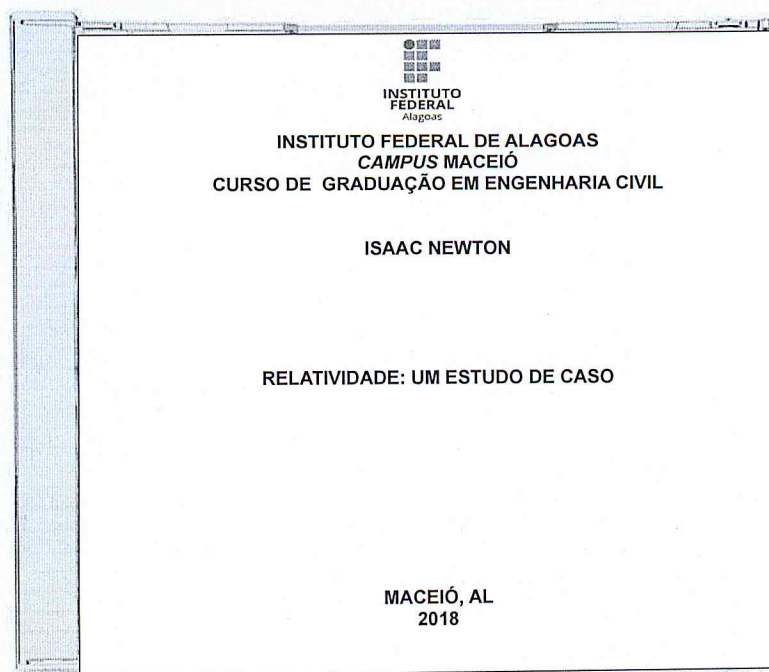 INSTITUTO
FEDERAL
Alagoas
INSTITUTO FEDERAL DE ALAGOAS
CAMPUS MACEIÓ
CURSO DE GRADUAÇÃO EM ENGENHARIA CIVIL
ISAAC NEWTON
RELATIVIDADE: UM ESTUDO DE CASO
MACEIÓ, AL
2018